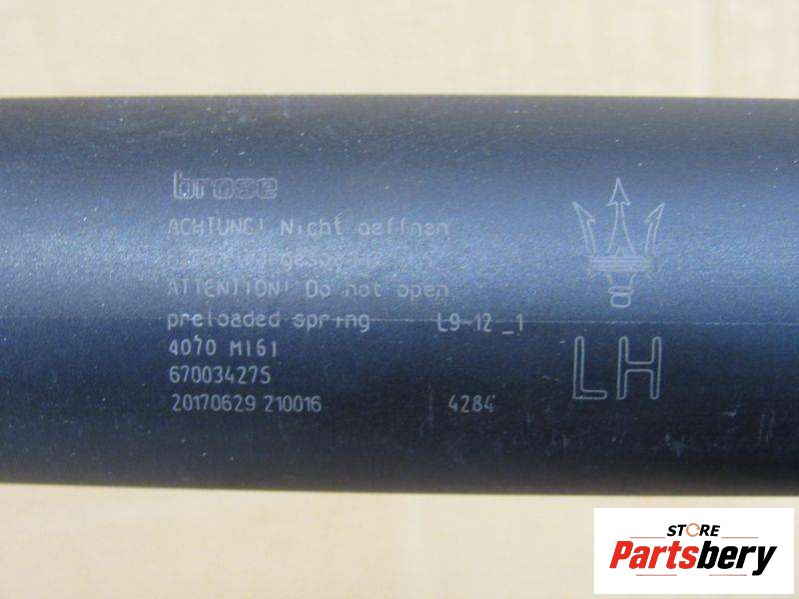 brose
ACHTUNG! Nicht oeffnen
ATTENTION! Do not open
preloaded spring L9-12_1
4070 M161
670034275
20170629 210016 4284
LH
STORE
Partsbery